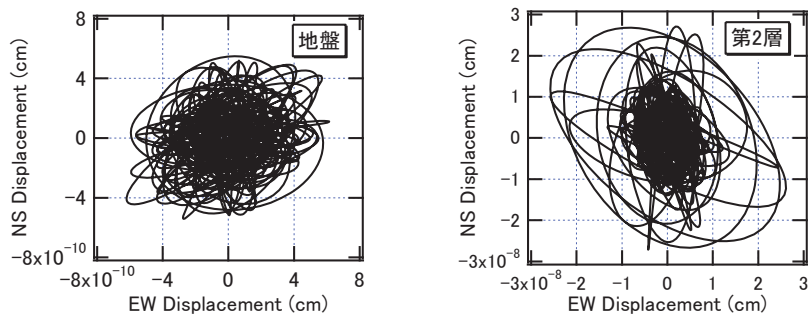 地盤
8
4
0
−4
−8x10⁻¹⁰
−8x10⁻¹⁰ −4 0 4 8
NS Displacement (cm)
EW Displacement (cm)
第2層
3
2
1
0
−1
−2
−3x10⁻⁸
−3x10⁻⁸ −2 −1 0 1 2 3
NS Displacement (cm)
EW Displacement (cm)